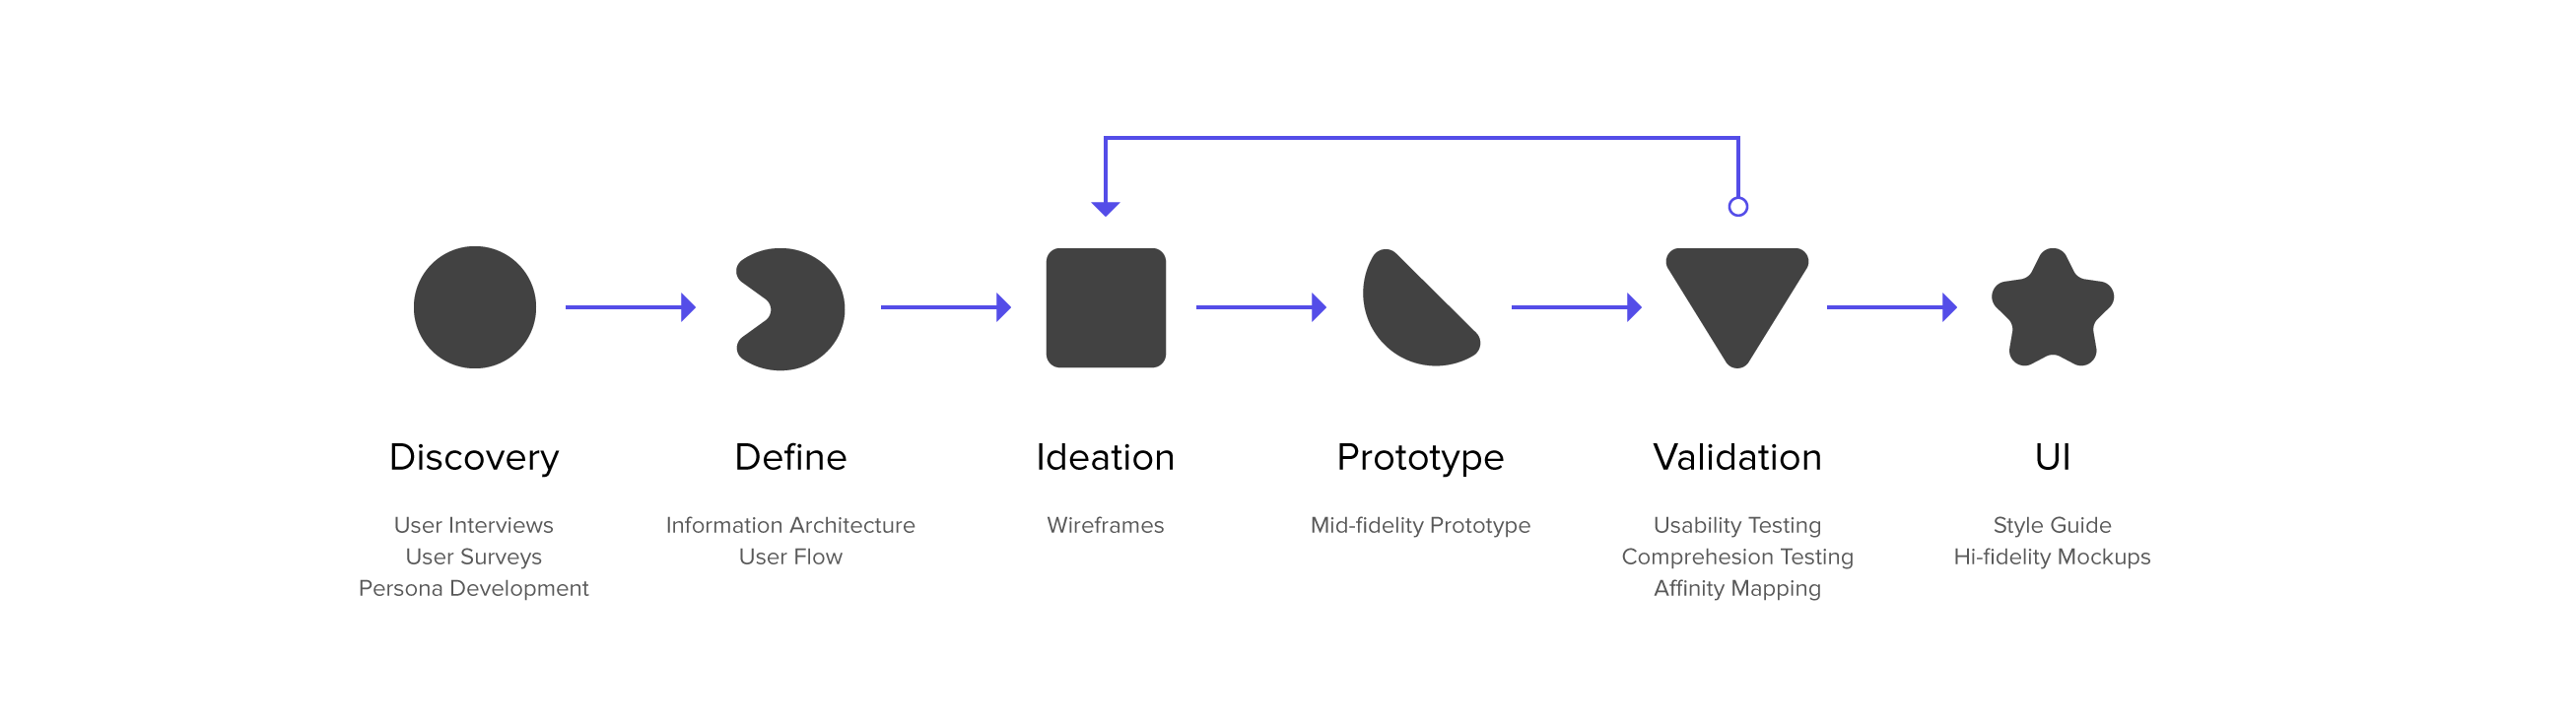 Discovery
User Interviews
User Surveys
Persona Development
Define
Information Architecture
User Flow
Ideation
Wireframes
Prototype
Mid-fidelity Prototype
Validation
Usability Testing
Comprehesion Testing
Affinity Mapping
UI
Style Guide
Hi-fidelity Mockups